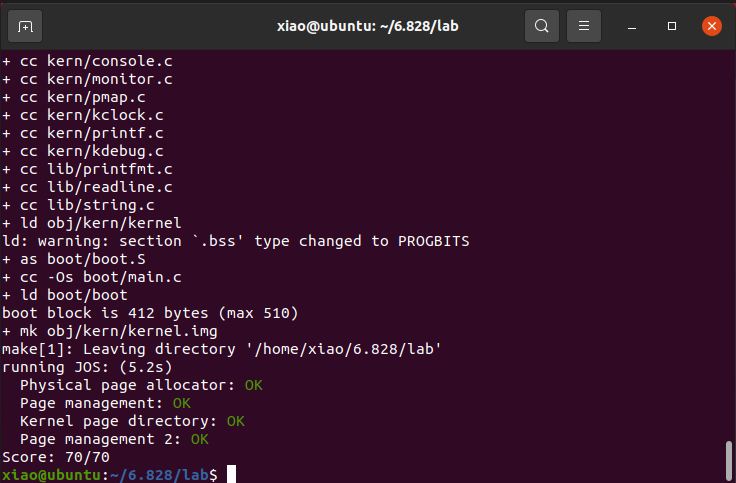 xiao@ubuntu: ~/6.828/lab
+ cc kern/console.c
+ cc kern/monitor.c
+ cc kern/pmap.c
+ cc kern/kclock.c
+ cc kern/printf.c
+ cc kern/kdebug.c
+ cc lib/printfmt.c
+ cc lib/readline.c
+ cc lib/string.c
+ ld obj/kern/kernel
ld: warning: section `.bss' type changed to PROGBITS
+ as boot/boot.S
+ cc -Os boot/main.c
+ ld boot/boot
boot block is 412 bytes (max 510)
+ mk obj/kern/kernel.img
make[1]: Leaving directory '/home/xiao/6.828/lab'
running JOS: (5.2s)
  Physical page allocator: OK
  Page management: OK
  Kernel page directory: OK
  Page management 2: OK
Score: 70/70
xiao@ubuntu:~/6.828/lab$